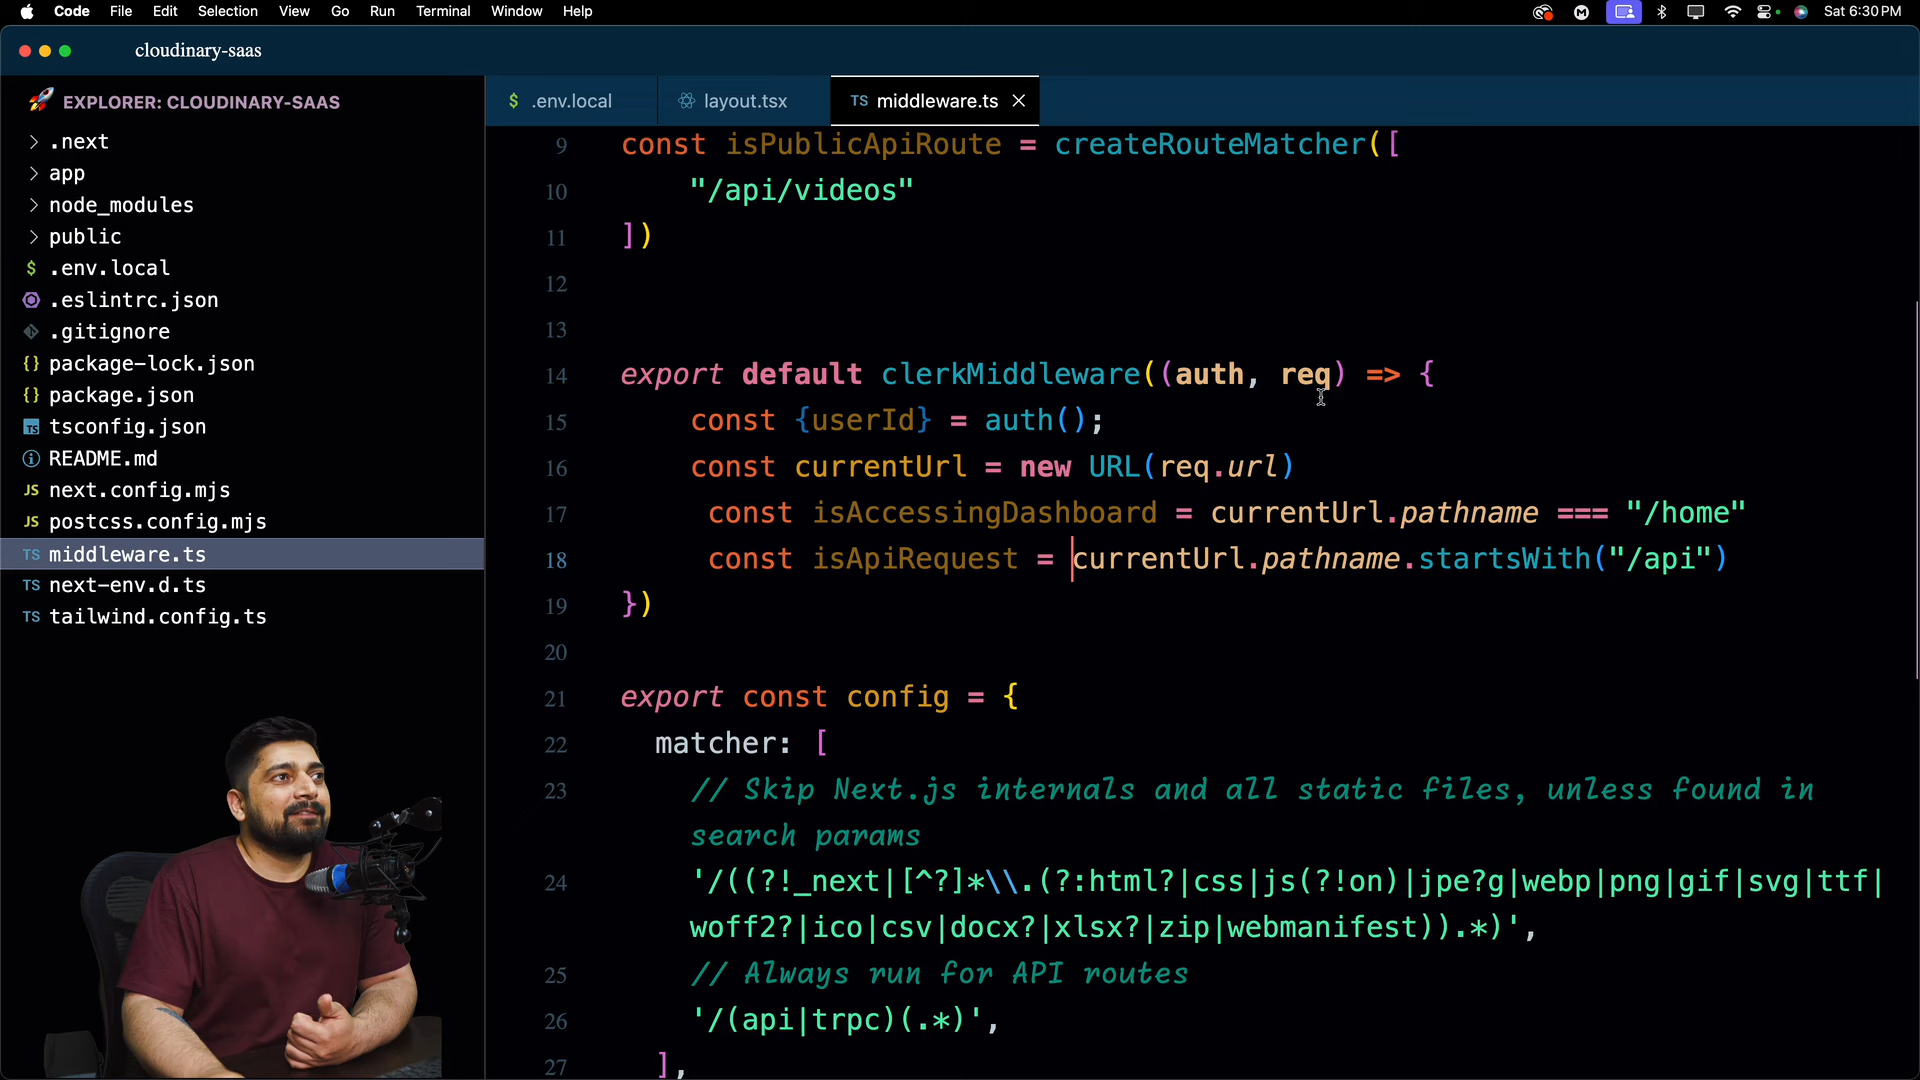 Code File Edit Selection View Go Run Terminal Window Help Sat 6:30 PM
cloudinary-saas
EXPLORER: CLOUDINARY-SAAS
.next
app
node_modules
public
$ .env.local
.eslintrc.json
.gitignore
{} package-lock.json
{} package.json
TS tsconfig.json
README.md
JS next.config.mjs
JS postcss.config.mjs
TS middleware.ts
TS next-env.d.ts
TS tailwind.config.ts
$ .env.local layout.tsx TS middleware.ts
9 const isPublicApiRoute = createRouteMatcher([
10 "/api/videos"
11 ])
12
13
14 export default clerkMiddleware((auth, req) => {
15 const {userId} = auth();
16 const currentUrl = new URL(req.url)
17 const isAccessingDashboard = currentUrl.pathname === "/home"
18 const isApiRequest = currentUrl.pathname.startsWith("/api")
19 })
20
21 export const config = {
22 matcher: [
23 // Skip Next.js internals and all static files, unless found in
search params
24 '/((?!_next|[^?]*\\.(?:html?|css|js(?!on)|jpe?g|webp|png|gif|svg|ttf|
woff2?|ico|csv|docx?|xlsx?|zip|webmanifest)).*)',
25 // Always run for API routes
26 '/(api|trpc)(.*)',
27 ],